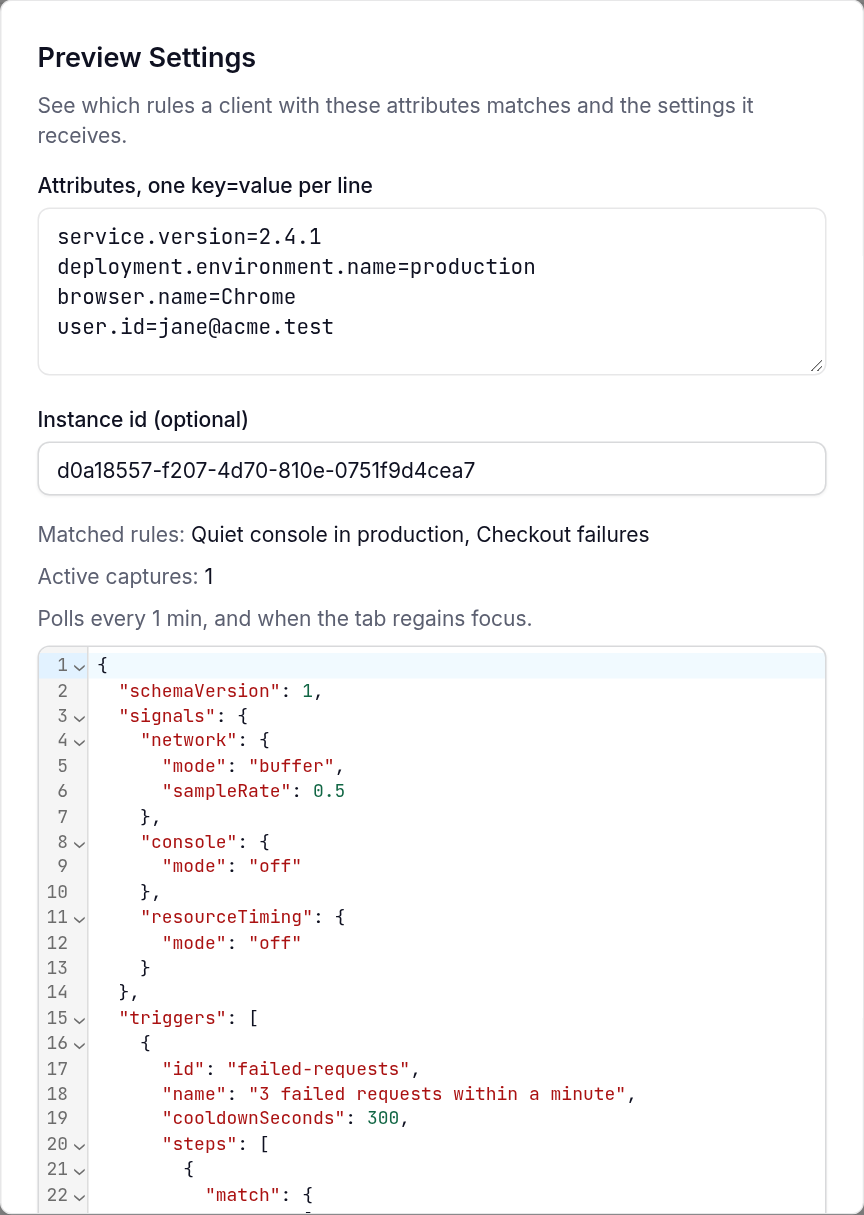 Preview Settings
See which rules a client with these attributes matches and the settings it
receives.
Attributes, one key=value per line
service.version=2.4.1
deployment.environment.name=production
browser.name=Chrome
user.id=jane@acme.test
Instance id (optional)
d0a18557-f207-4d70-810e-0751f9d4cea7
Matched rules: Quiet console in production, Checkout failures
Active captures: 1
Polls every 1 min, and when the tab regains focus.
1 {
2   "schemaVersion": 1,
3   "signals": {
4     "network": {
5       "mode": "buffer",
6       "sampleRate": 0.5
7     },
8     "console": {
9       "mode": "off"
10     },
11     "resourceTiming": {
12       "mode": "off"
13     }
14   },
15   "triggers": [
16     {
17       "id": "failed-requests",
18       "name": "3 failed requests within a minute",
19       "cooldownSeconds": 300,
20       "steps": [
21         {
22           "match": {